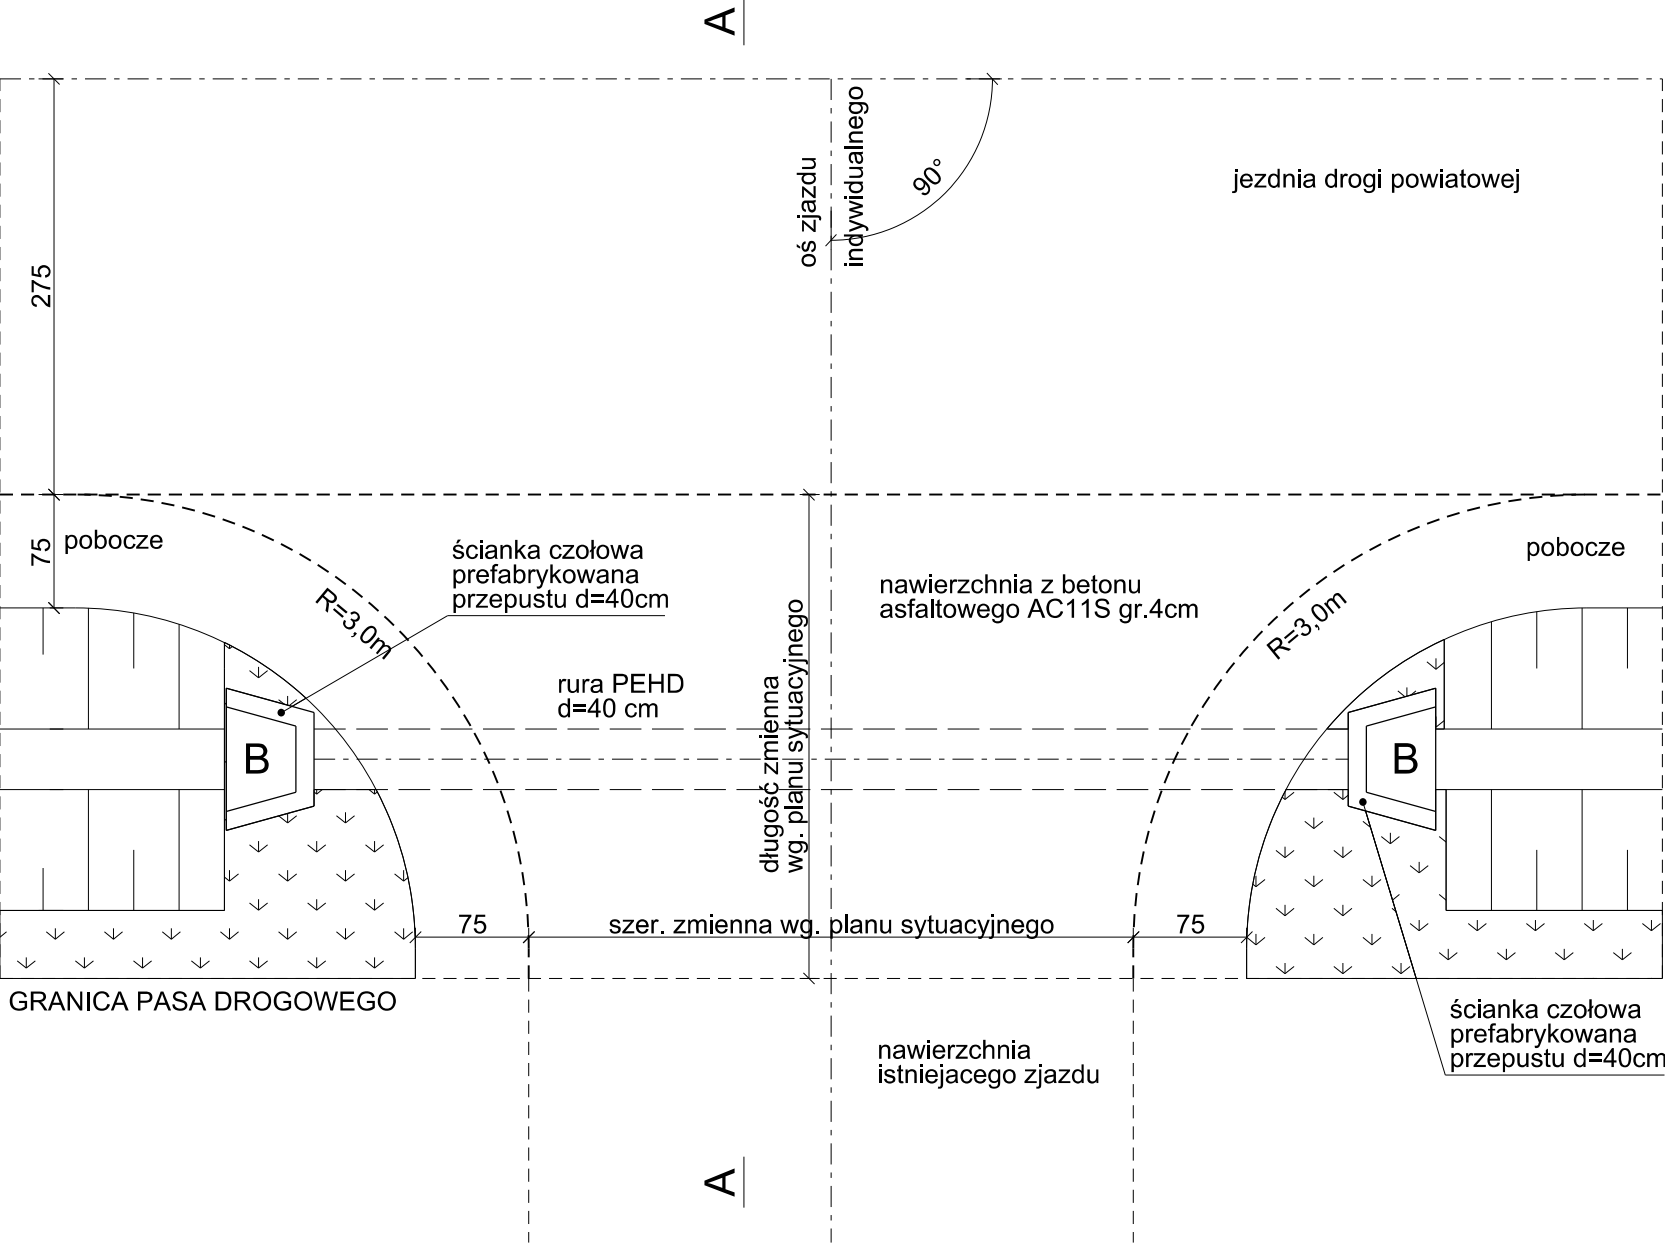 A
oś zjazdu
indywidualnego
90°
jezdnia drogi powiatowej
275
75
pobocze
ścianka czołowa
prefabrykowana
przepustu d=40cm
R=3,0m
rura PEHD
d=40 cm
nawierzchnia z betonu
asfaltowego AC11S gr.4cm
pobocze
R=3,0m
długość zmienna
wg. planu sytuacyjnego
B
B
75
szer. zmienna wg. planu sytuacyjnego
75
GRANICA PASA DROGOWEGO
nawierzchnia
istniejacego zjazdu
ścianka czołowa
prefabrykowana
przepustu d=40cm
A